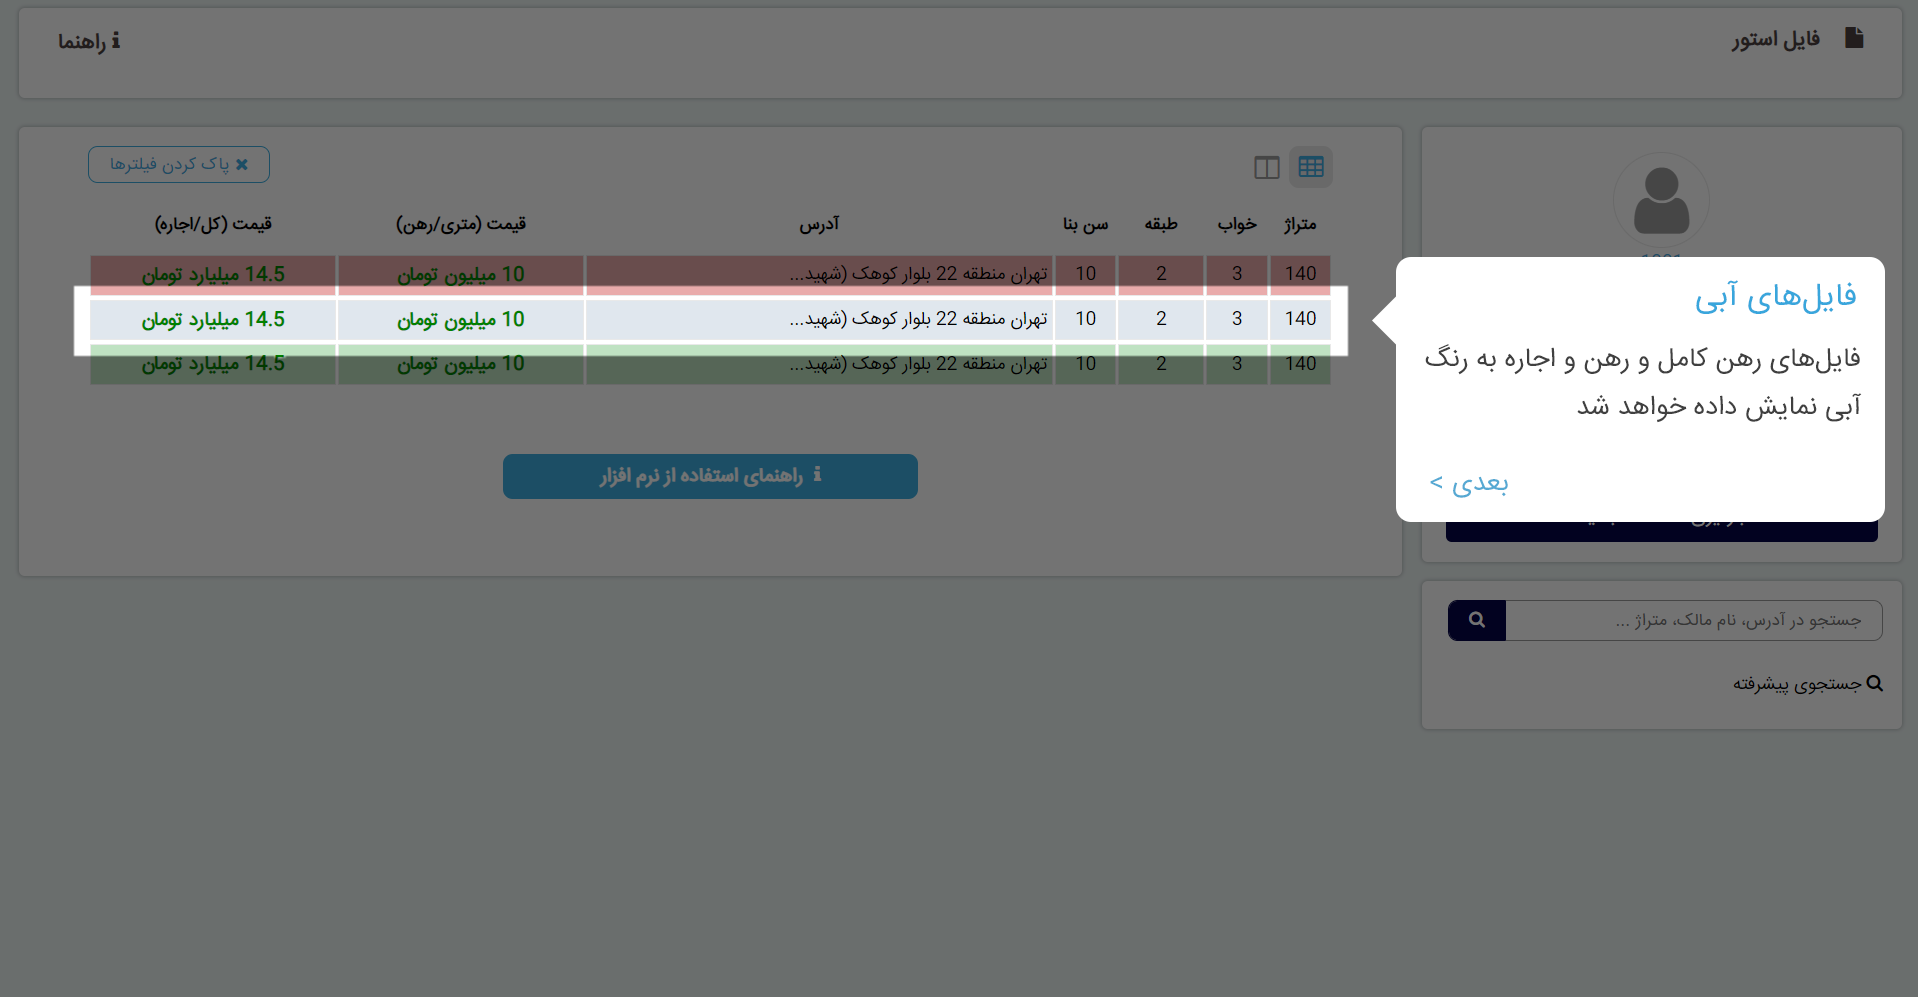 فایل استور
راهنما
پاک کردن فیلترها
متراژ خواب طبقه سن بنا آدرس قیمت (متری/رهن) قیمت (کل/اجاره)
140 3 2 10 تهران منطقه 22 بلوار کوهک (شهید... 10 میلیون تومان 14.5 میلیارد تومان
140 3 2 10 تهران منطقه 22 بلوار کوهک (شهید... 10 میلیون تومان 14.5 میلیارد تومان
140 3 2 10 تهران منطقه 22 بلوار کوهک (شهید... 10 میلیون تومان 14.5 میلیارد تومان
راهنمای استفاده از نرم افزار
فایل‌های آبی
فایل‌های رهن کامل و رهن و اجاره به رنگ
آبی نمایش داده خواهد شد
بعدی >
جستجو در آدرس، نام مالک، متراژ ...
جستجوی پیشرفته